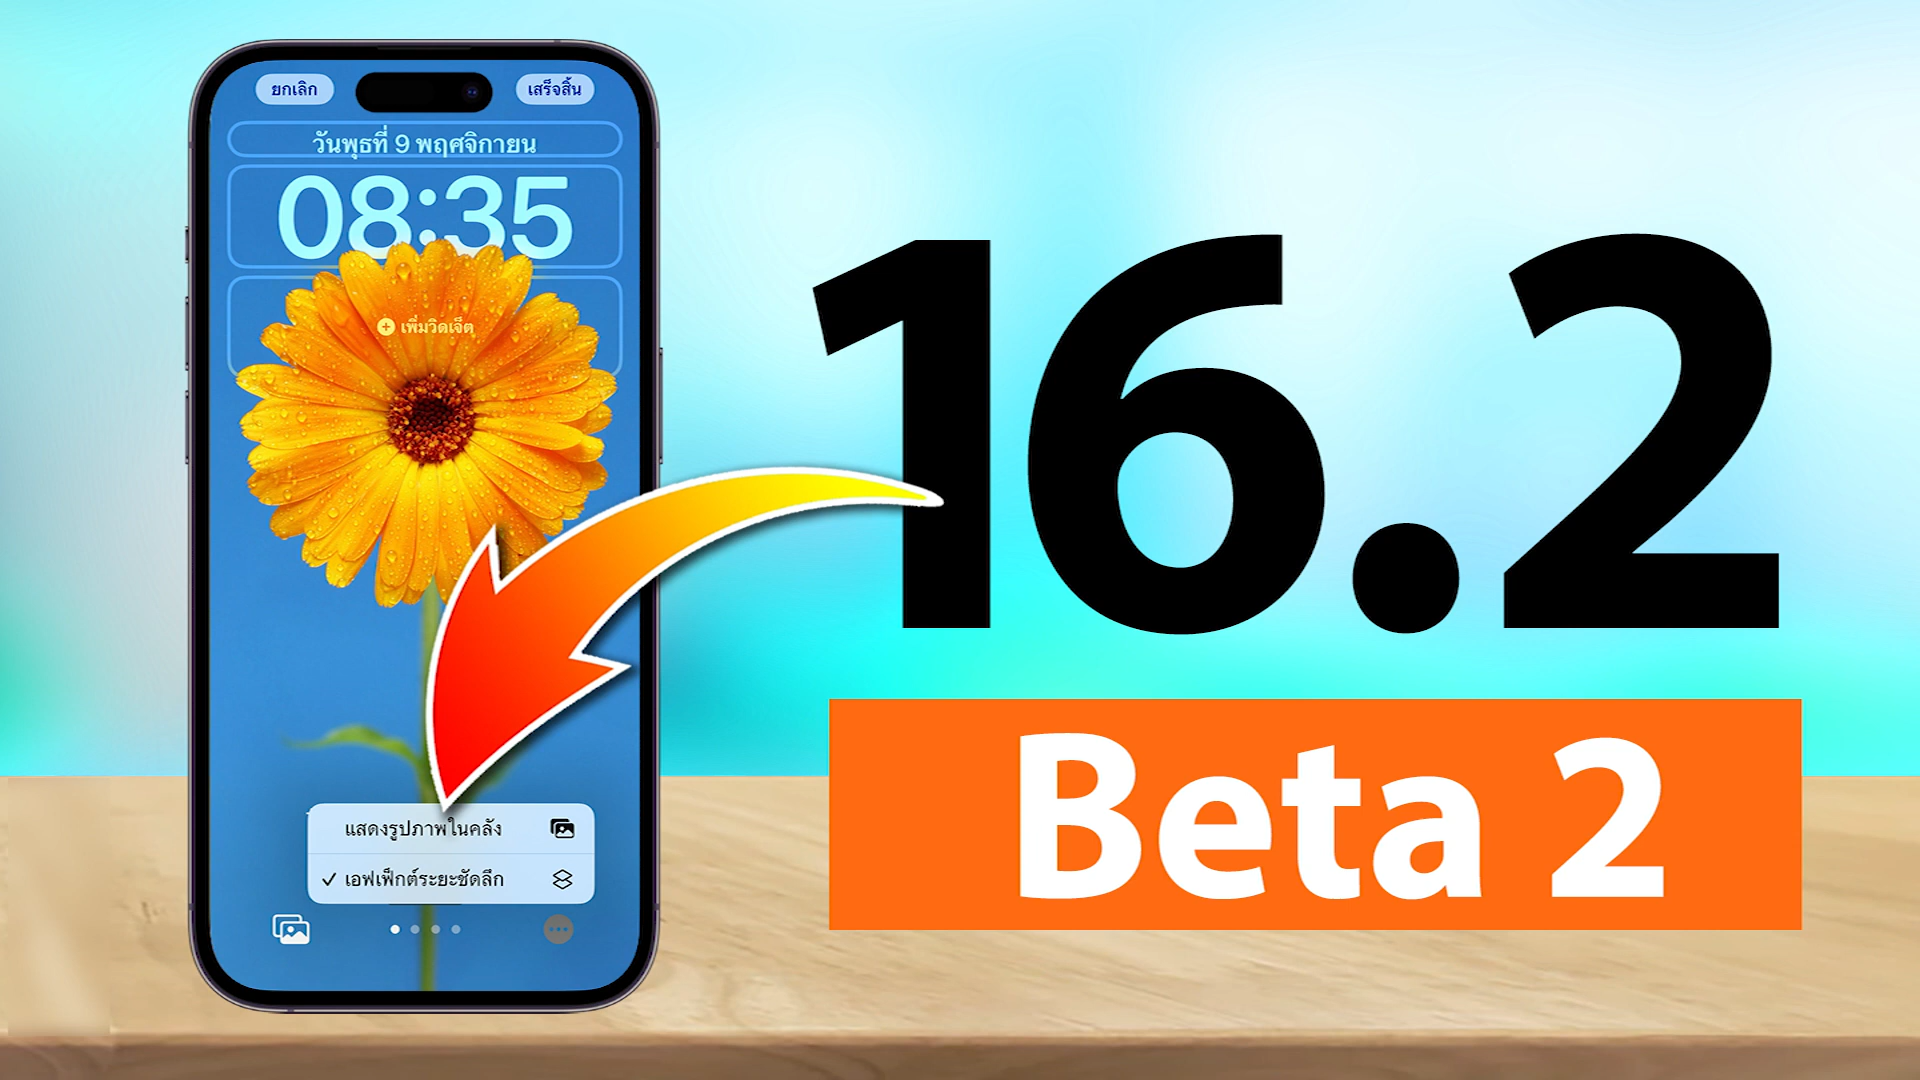 ยกเลิก
เสร็จสิ้น
วันพุธที่ 9 พฤศจิกายน
08:35
เพิ่มวิดเจ็ต
แสดงรูปภาพในคลัง
เอฟเฟ็กต์ระยะชัดลึก
16.2
Beta 2